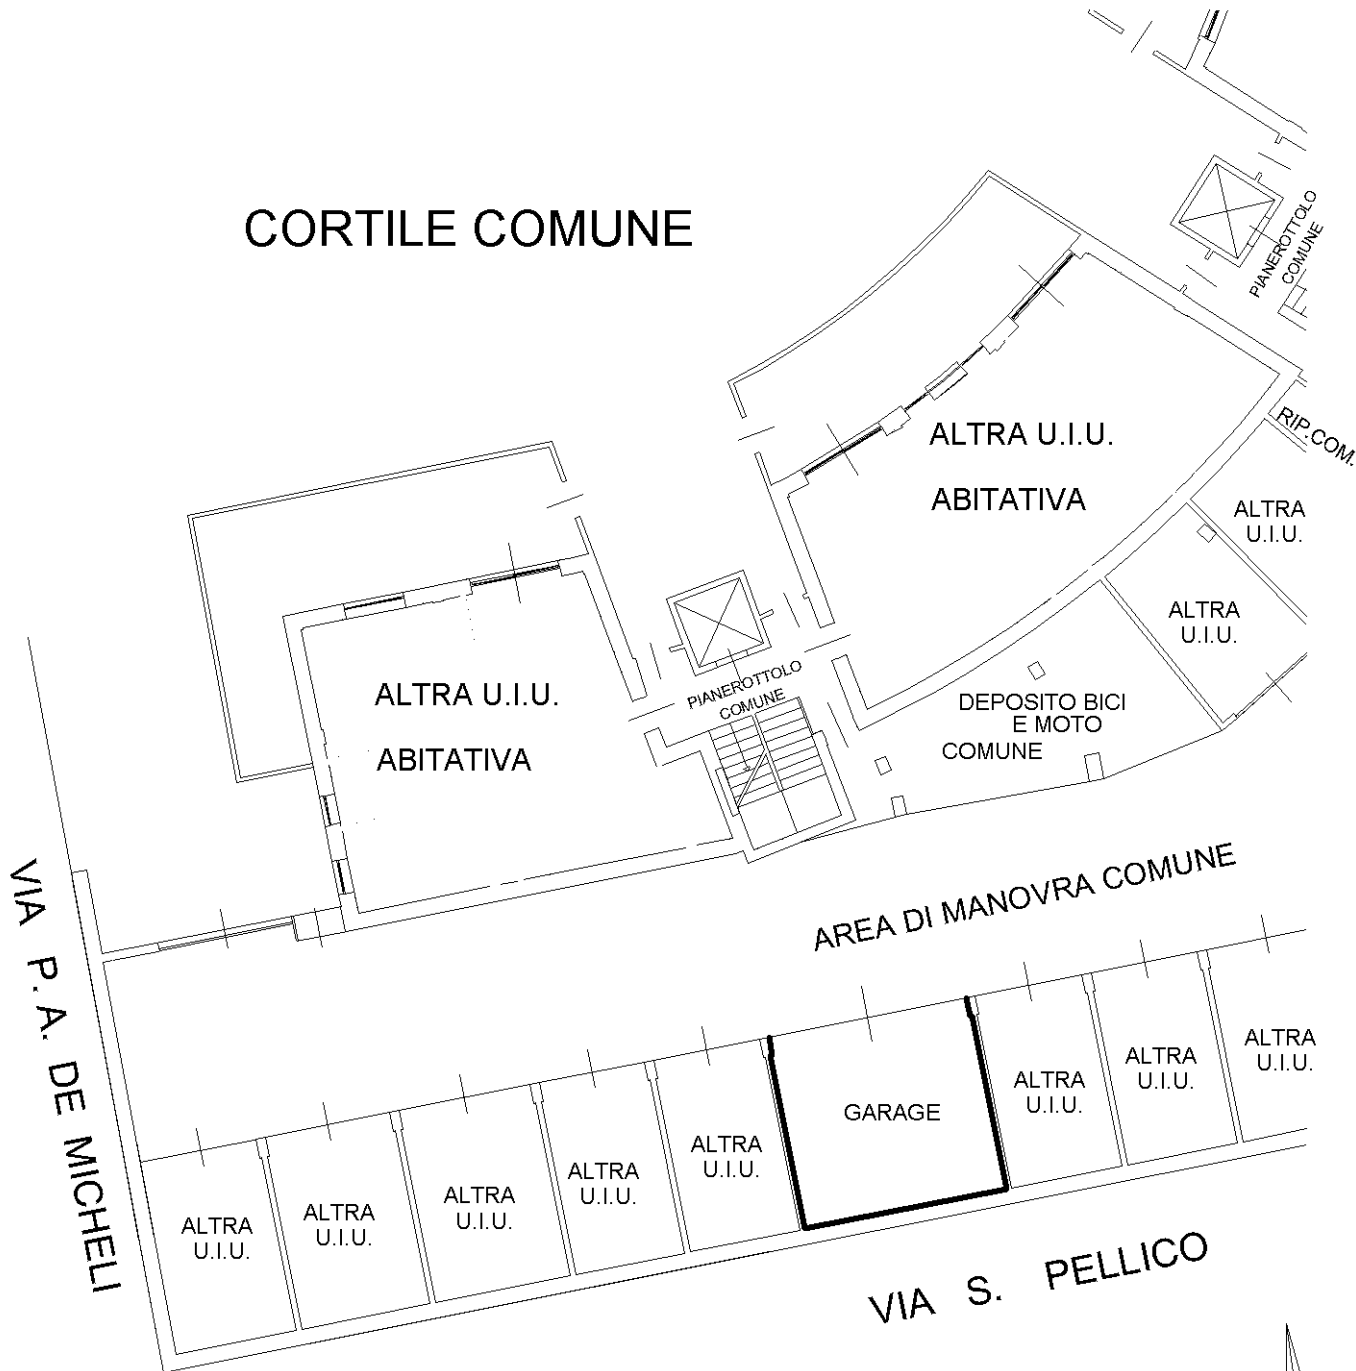 CORTILE COMUNE
PIANEROTTOLO
COMUNE
ALTRA U.I.U.
ABITATIVA
RIP.COM.
ALTRA
U.I.U.
ALTRA
U.I.U.
ALTRA U.I.U.
ABITATIVA
PIANEROTTOLO
COMUNE
DEPOSITO BICI
E MOTO
COMUNE
VIA P. A. DE MICHELI
AREA DI MANOVRA COMUNE
ALTRA
U.I.U.
ALTRA
U.I.U.
ALTRA
U.I.U.
ALTRA
U.I.U.
ALTRA
U.I.U.
GARAGE
ALTRA
U.I.U.
ALTRA
U.I.U.
ALTRA
U.I.U.
VIA S. PELLICO